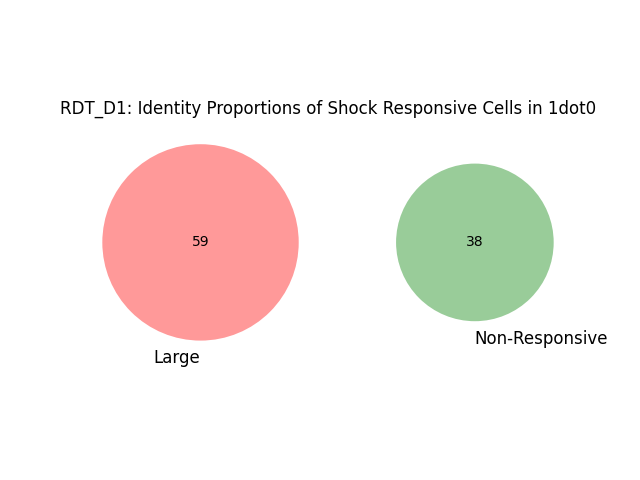 RDT_D1: Identity Proportions of Shock Responsive Cells in 1dot0
59
38
Non-Responsive
Large